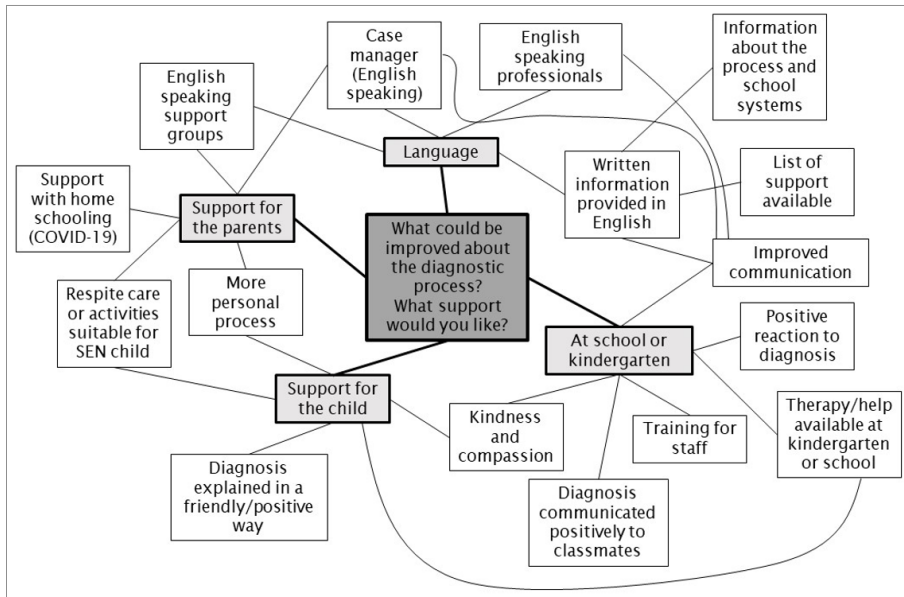 Case
manager
(English
speaking)
English
speaking
professionals
Information
about the
process and
school
systems
English
speaking
support
groups
Language
Written
information
provided in
English
List of
support
available
Support
with home
schooling
(COVID-19)
Support for
the parents
What could be
improved about
the diagnostic
process?
What support
would you like?
Improved
communication
Respite care
or activities
suitable for
SEN child
More
personal
process
At school or
kindergarten
Positive
reaction to
diagnosis
Support for
the child
Kindness
and
compassion
Training for
staff
Therapy/help
available at
kindergarten
or school
Diagnosis
explained in a
friendly/positive
way
Diagnosis
communicated
positively to
classmates